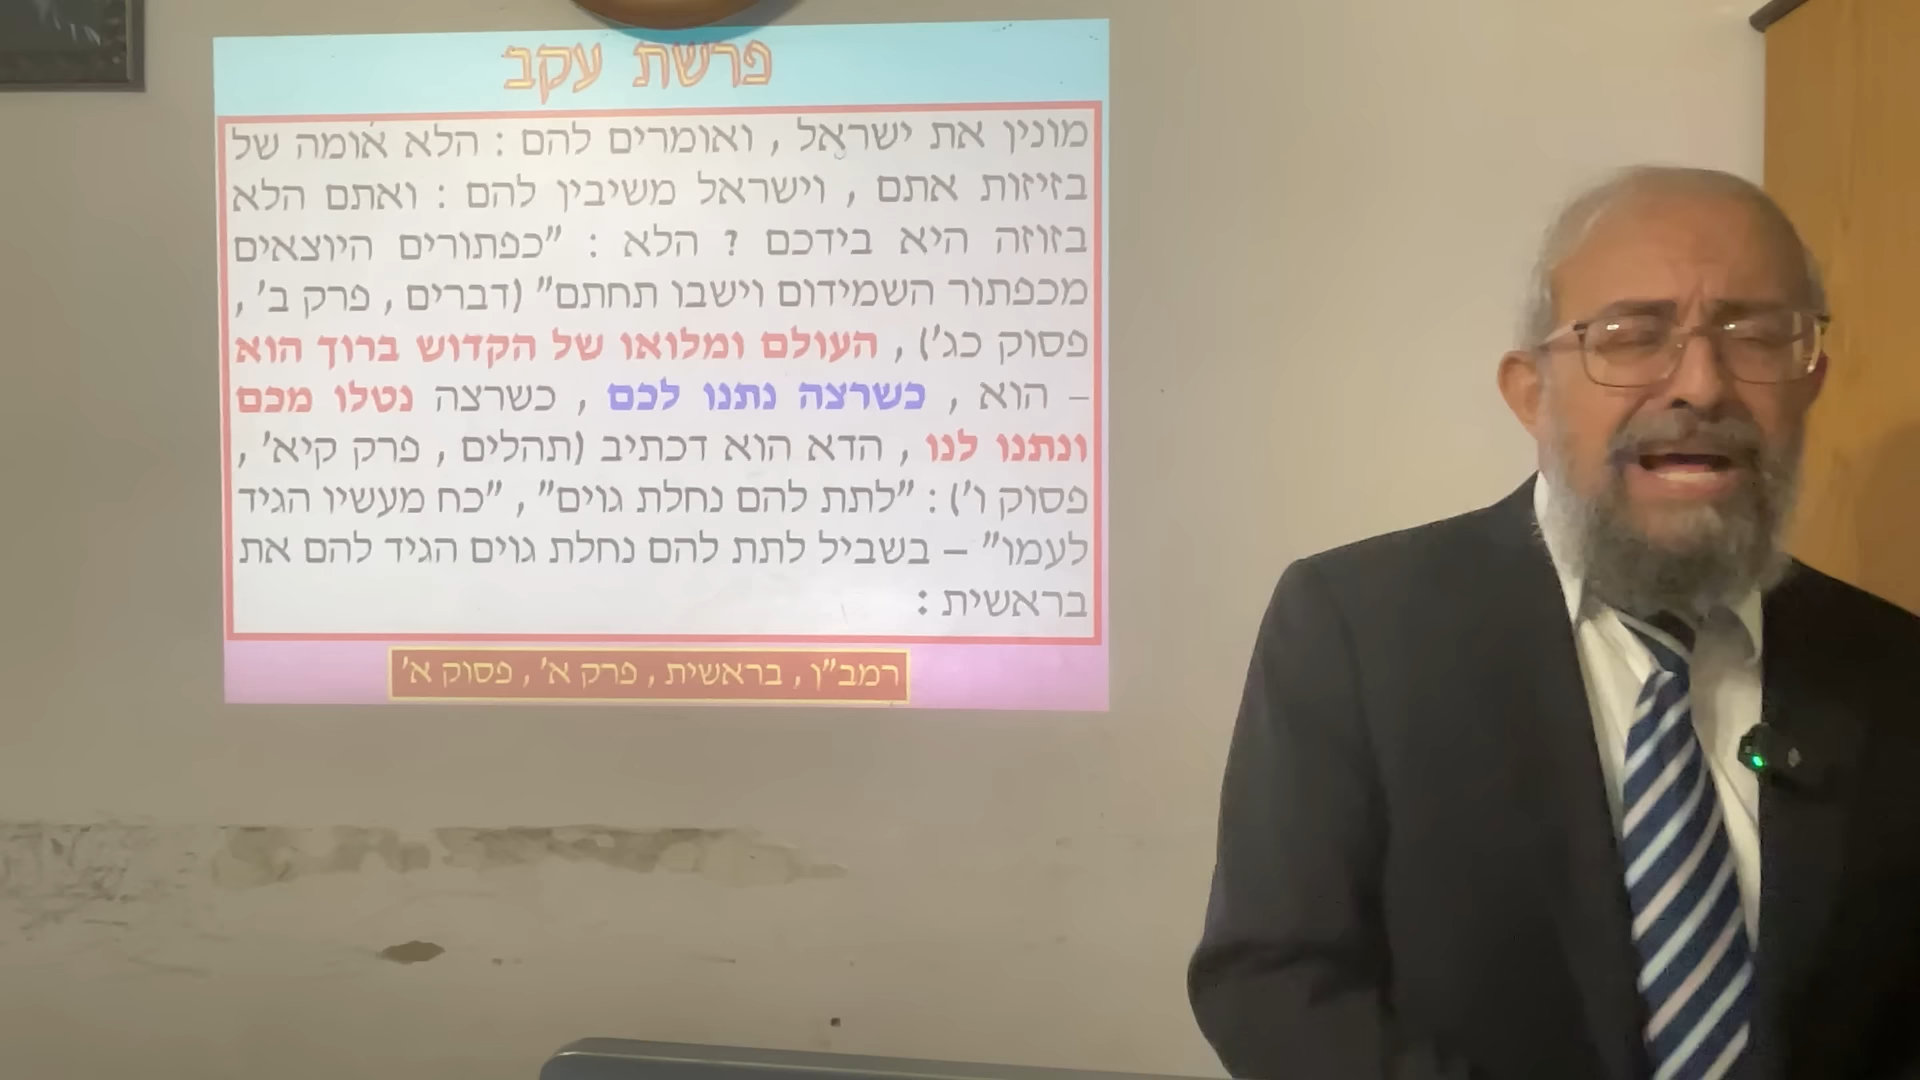 פרשת עקב
מונין את ישראל , ואומרים להם : הלא אומה של
בזיזות אתם , וישראל משיבין להם : ואתם הלא
בזוזה היא בידכם ? הלא : "כפתורים היוצאים
מכפתור השמידום וישבו תחתם" (דברים , פרק ב' ,
פסוק כג') , העולם ומלואו של הקדוש ברוך הוא
– הוא , כשרצה נתנו לכם , כשרצה נטלו מכם
ונתנו לנו , הדא הוא דכתיב (תהלים , פרק קיא' ,
פסוק ו') : "לתת להם נחלת גוים" , "כח מעשיו הגיד
לעמו" – בשביל לתת להם נחלת גוים הגיד להם את
בראשית :
רמב"ן , בראשית , פרק א' , פסוק א'